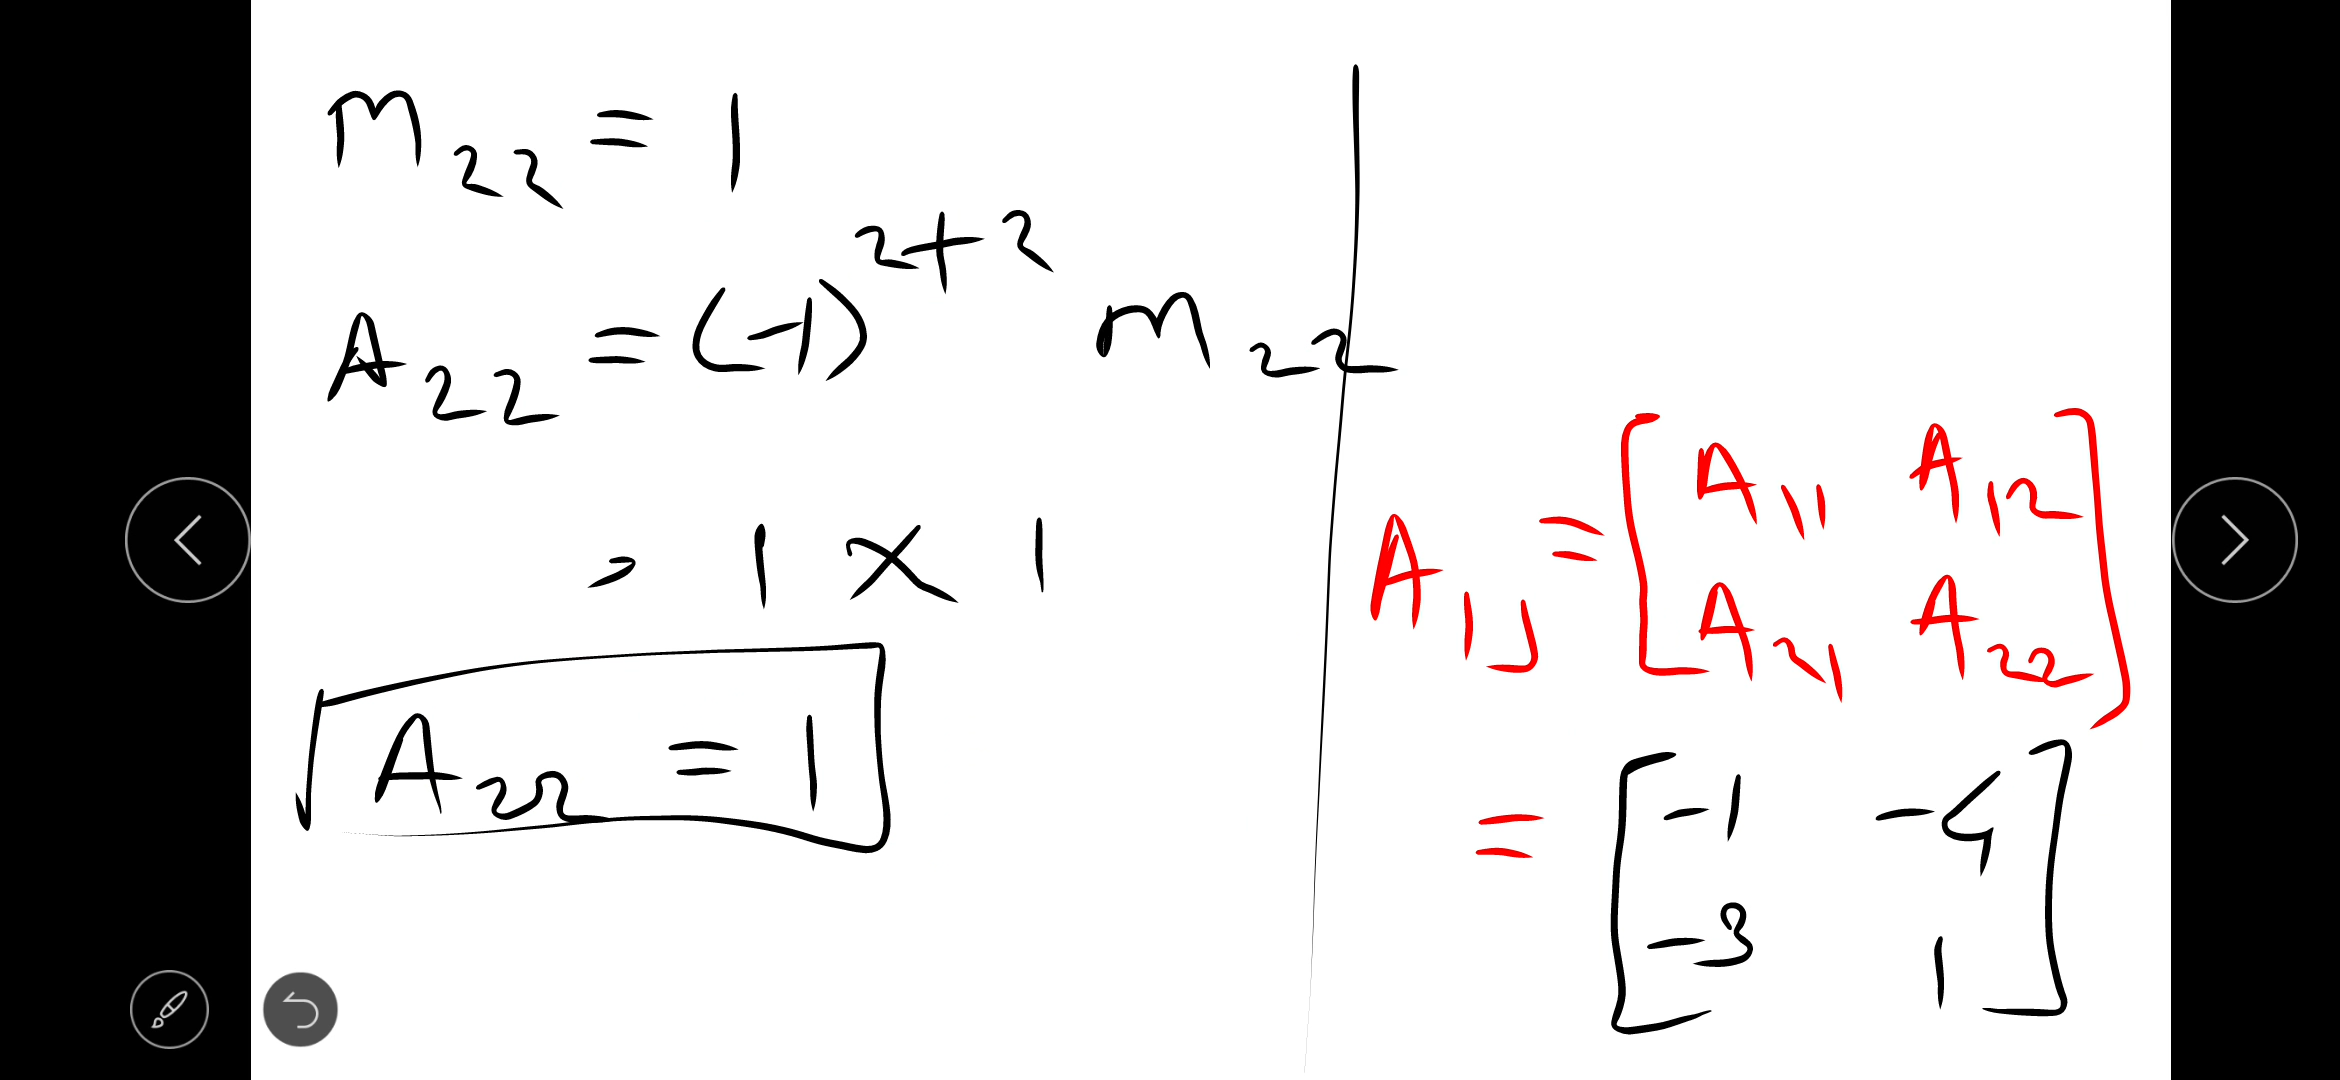 M₂₂ = 1
A₂₂ = (-1)²⁺² M₂₂
= 1 × 1
A₂₂ = 1
Aᵢⱼ = [A₁₁ A₁₂
A₂₁ A₂₂]
= [-1 -4
-3 1]